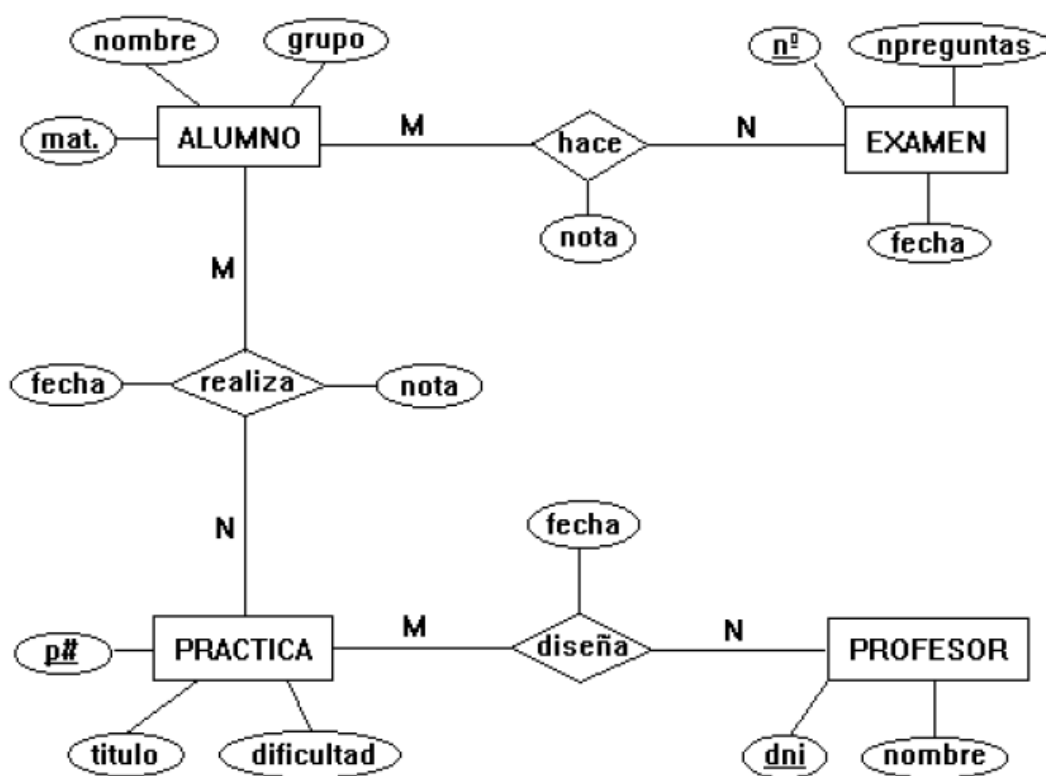 nombre
grupo
nº
npreguntas
mat.
ALUMNO
M
hace
N
EXAMEN
nota
fecha
M
fecha
realiza
nota
N
fecha
p#
PRACTICA
M
diseña
N
PROFESOR
titulo
dificultad
dni
nombre